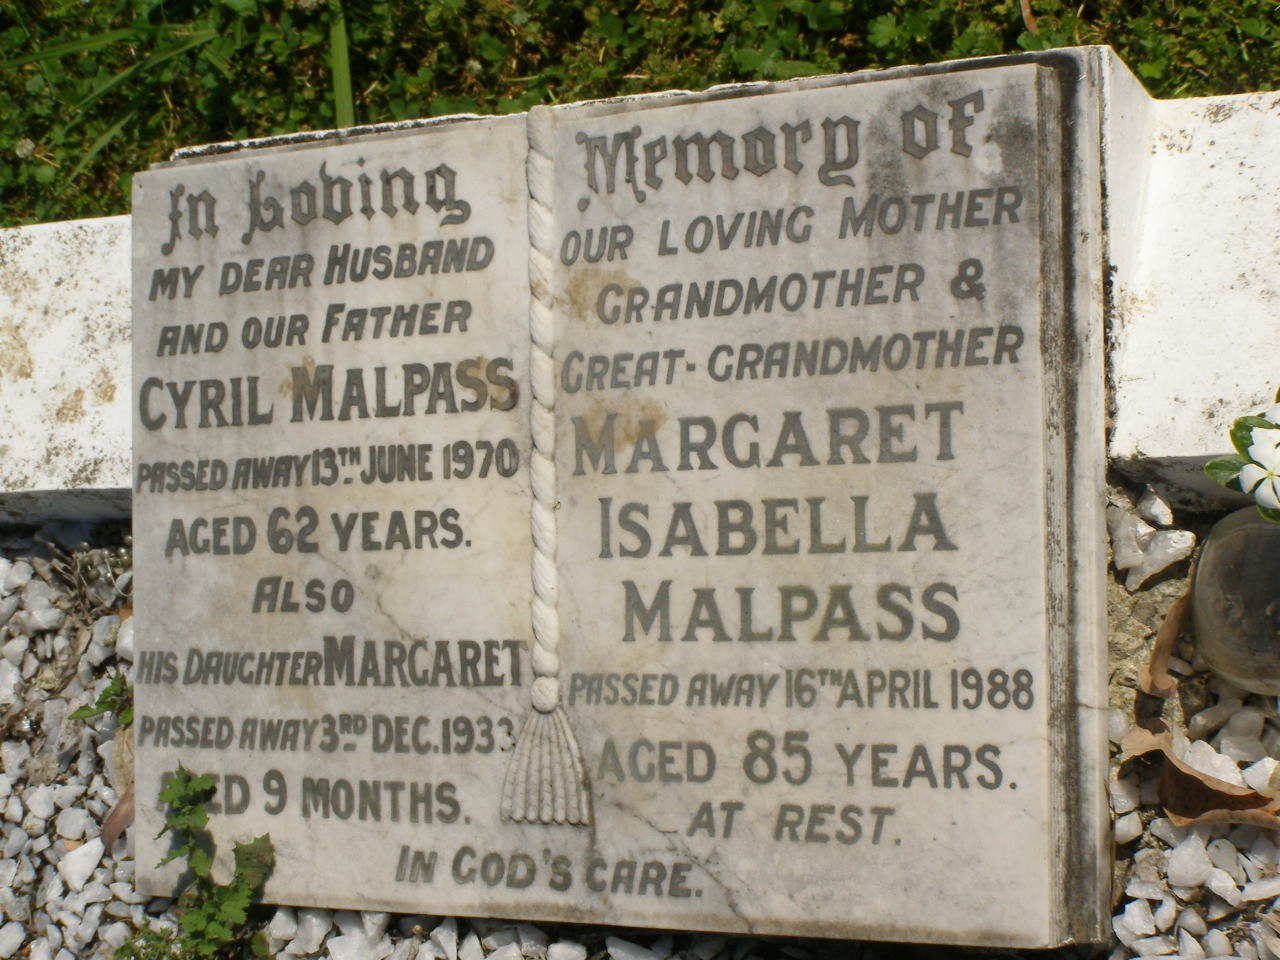 In Loving
MY DEAR HUSBAND
AND OUR FATHER
CYRIL MALPASS
PASSED AWAY 13TH JUNE 1970
AGED 62 YEARS.
ALSO
HIS DAUGHTER MARGARET
PASSED AWAY 3RD DEC. 1933
AGED 9 MONTHS.
Memory of
OUR LOVING MOTHER
GRANDMOTHER &
GREAT-GRANDMOTHER
MARGARET
ISABELLA
MALPASS
PASSED AWAY 16TH APRIL 1988
AGED 85 YEARS.
AT REST.
IN GOD'S CARE.